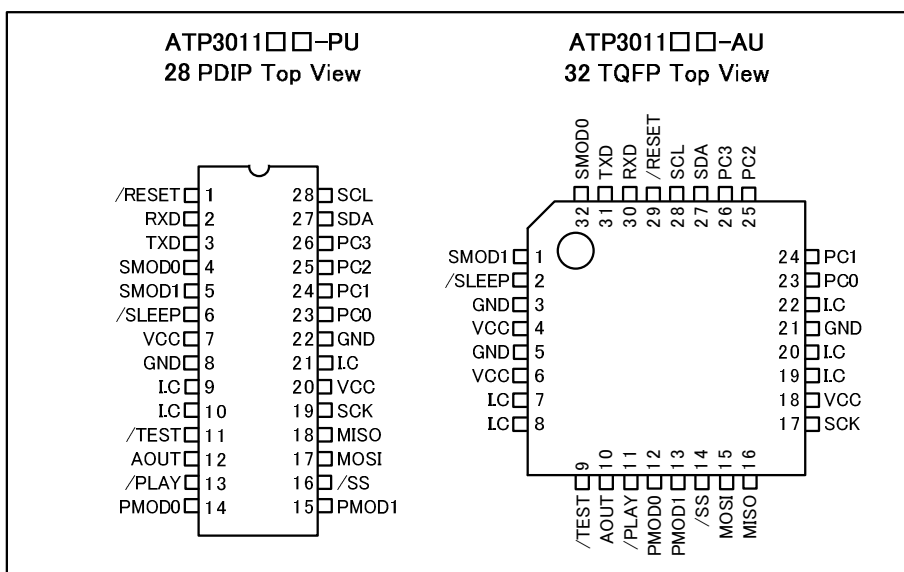 ATP3011□□-PU
28 PDIP Top View
/RESET 1 28 SCL
RXD 2 27 SDA
TXD 3 26 PC3
SMOD0 4 25 PC2
SMOD1 5 24 PC1
/SLEEP 6 23 PC0
VCC 7 22 GND
GND 8 21 I.C
I.C 9 20 VCC
I.C 10 19 SCK
/TEST 11 18 MISO
AOUT 12 17 MOSI
/PLAY 13 16 /SS
PMOD0 14 15 PMOD1
ATP3011□□-AU
32 TQFP Top View
SMOD0 TXD RXD /RESET SCL SDA PC3 PC2
32 31 30 29 28 27 26 25
SMOD1 1 24 PC1
/SLEEP 2 23 PC0
GND 3 22 I.C
VCC 4 21 GND
GND 5 20 I.C
VCC 6 19 I.C
I.C 7 18 VCC
I.C 8 17 SCK
9 10 11 12 13 14 15 16
/TEST AOUT /PLAY PMOD0 PMOD1 /SS MOSI MISO